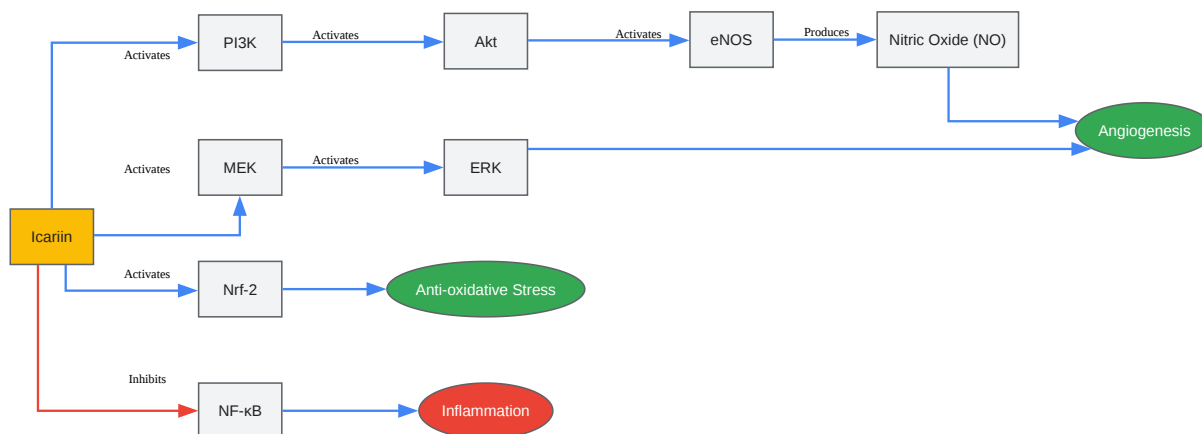 PI3K
Activates
Akt
Activates
eNOS
Produces
Nitric Oxide (NO)
Activates
Angiogenesis
Activates
MEK
Activates
ERK
Icariin
Activates
Nrf-2
Anti-oxidative Stress
Inhibits
NF-κB
Inflammation